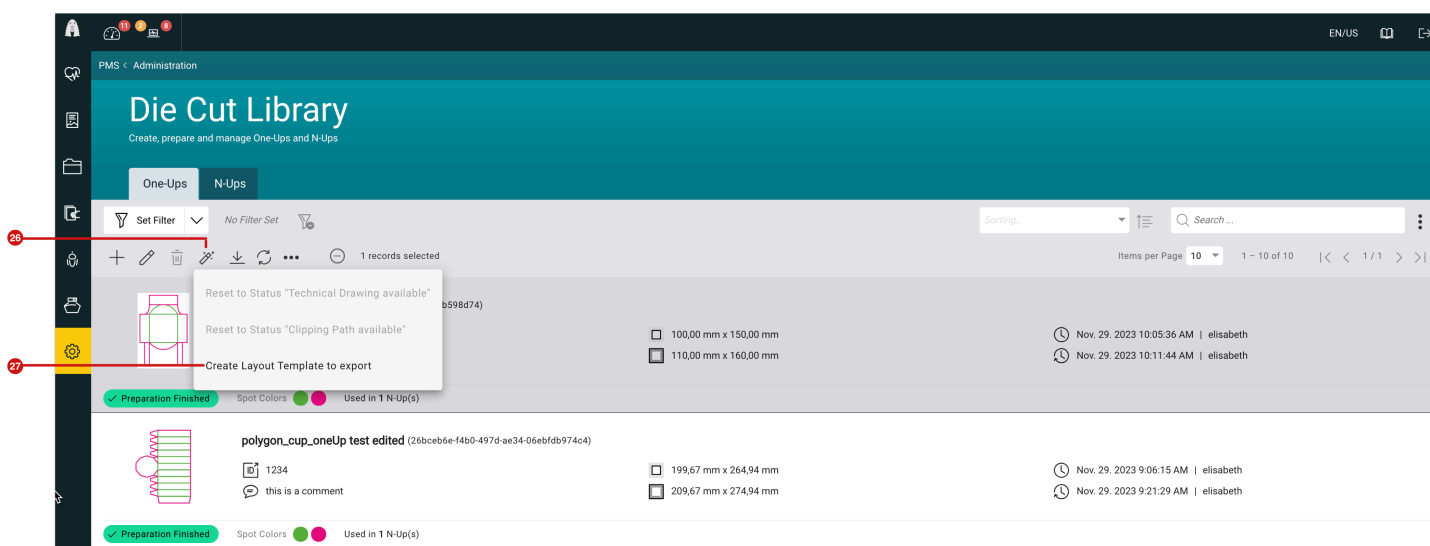 11 2 8
EN/US
PMS < Administration
Die Cut Library
Create, prepare and manage One-Ups and N-Ups
One-Ups N-Ups
Set Filter No Filter Set Sorting... Search ...
26
1 records selected Items per Page 10 1 – 10 of 10 1 / 1
Reset to Status "Technical Drawing available"
b598d74)
Reset to Status "Clipping Path available"
100,00 mm x 150,00 mm Nov. 29. 2023 10:05:36 AM | elisabeth
110,00 mm x 160,00 mm Nov. 29. 2023 10:11:44 AM | elisabeth
27
Create Layout Template to export
Preparation Finished Spot Colors Used in 1 N-Up(s)
polygon_cup_oneUp test edited (26bceb6e-f4b0-497d-ae34-06ebfdb974c4)
ID 1234 199,67 mm x 264,94 mm Nov. 29. 2023 9:06:15 AM | elisabeth
this is a comment 209,67 mm x 274,94 mm Nov. 29. 2023 9:21:29 AM | elisabeth
Preparation Finished Spot Colors Used in 1 N-Up(s)